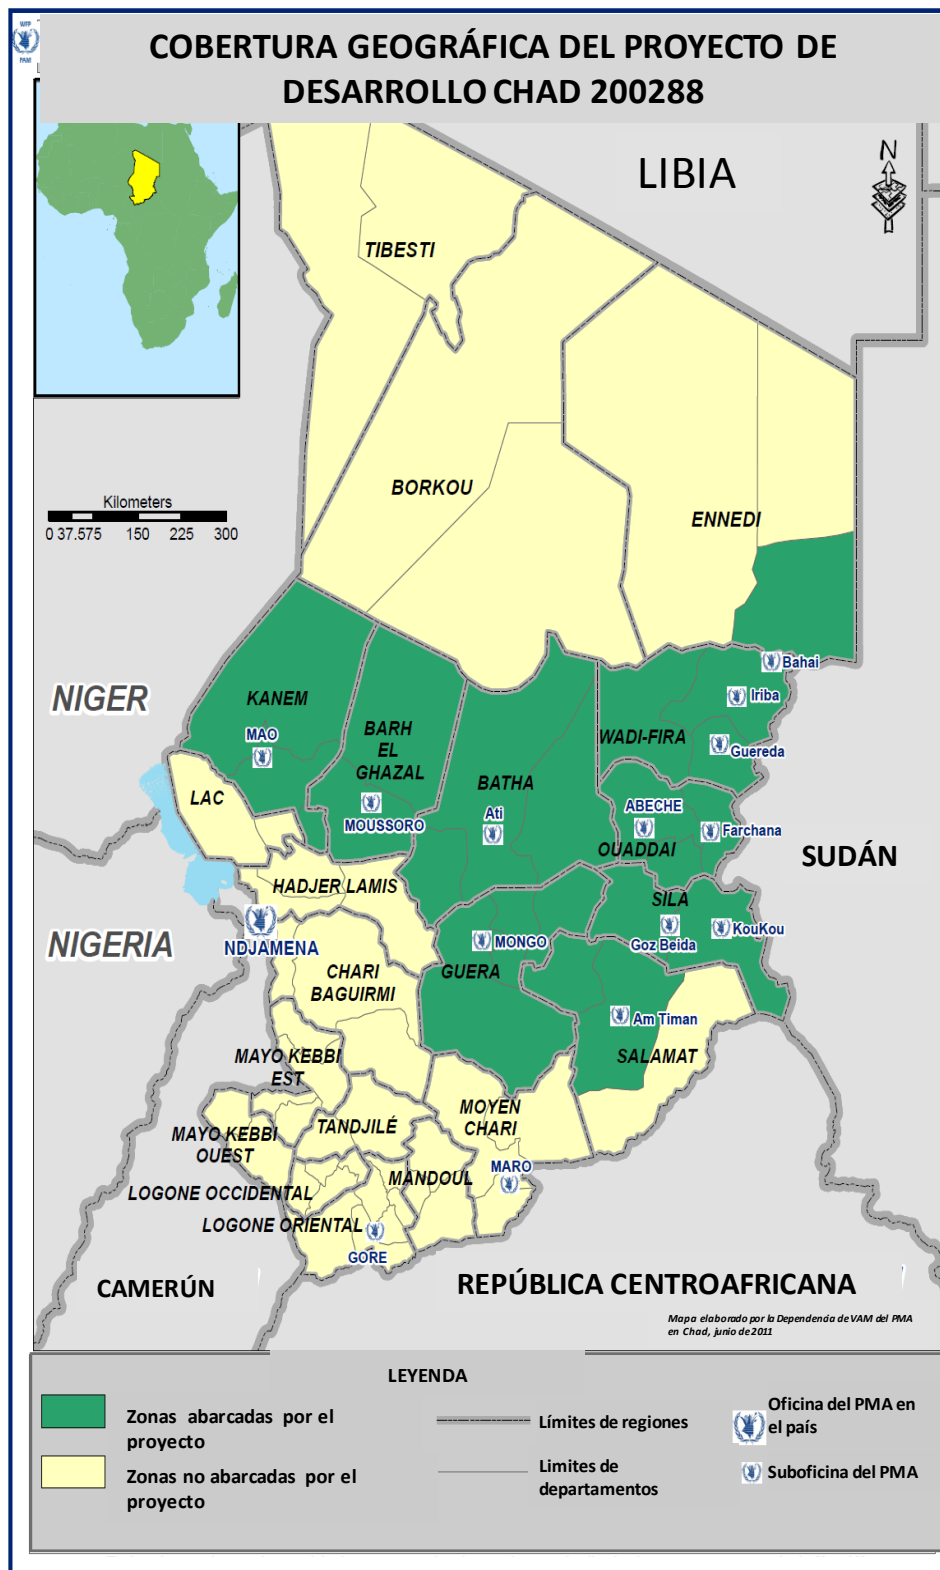 WFP
PAM
COBERTURA GEOGRÁFICA DEL PROYECTO DE
DESARROLLO CHAD 200288
LIBIA
N
TIBESTI
BORKOU
ENNEDI
Kilometers
0 37.575 150 225 300
NIGER
KANEM
MAO
BARH
EL
GHAZAL
MOUSSORO
BATHA
Ati
WADI-FIRA
Bahai
Iriba
Guereda
LAC
ABECHE
Farchana
OUADDAI
SUDÁN
HADJER LAMIS
SILA
KouKou
Goz Beida
NIGERIA
NDJAMENA
MONGO
GUERA
CHARI
BAGUIRMI
Am Timan
SALAMAT
MAYO KEBBI
EST
MOYEN
CHARI
TANDJILÉ
MAYO KEBBI
OUEST
MARO
MANDOUL
LOGONE OCCIDENTAL
LOGONE ORIENTAL
GORE
CAMERÚN
REPÚBLICA CENTROAFRICANA
Mapa elaborado por la Dependencia de VAM del PMA
en Chad, junio de 2011
LEYENDA
Zonas abarcadas por el
proyecto
Zonas no abarcadas por el
proyecto
Límites de regiones
Limites de
departamentos
Oficina del PMA en
el país
Suboficina del PMA